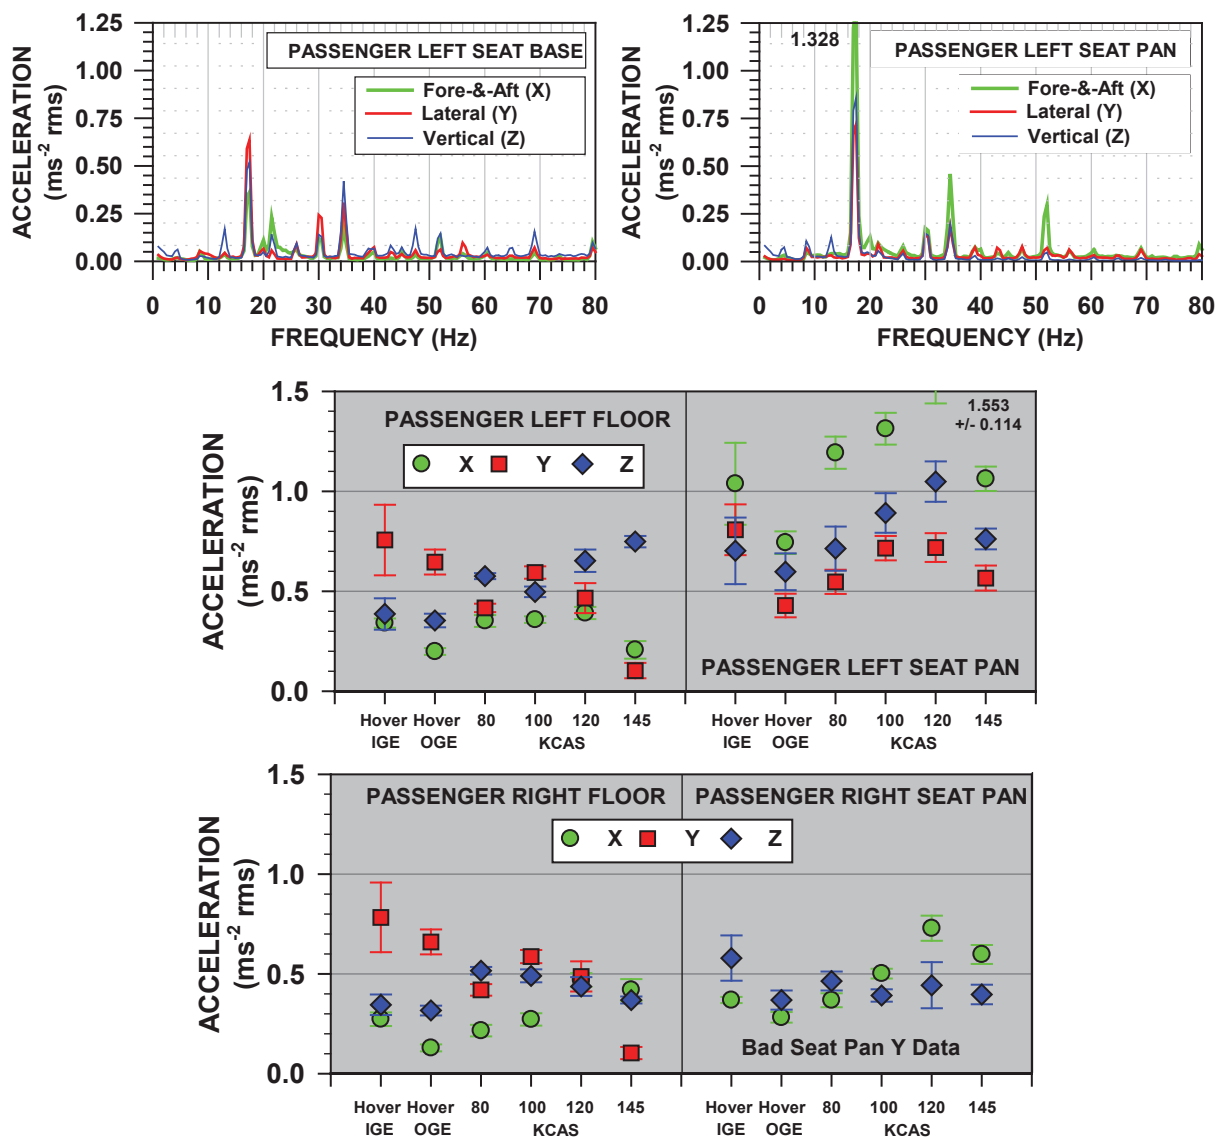 ACCELERATION
(ms⁻² rms)
1.25
1.00
0.75
0.50
0.25
0.00
PASSENGER LEFT SEAT BASE
Fore-&-Aft (X)
Lateral (Y)
Vertical (Z)
0 10 20 30 40 50 60 70 80
FREQUENCY (Hz)
ACCELERATION
(ms⁻² rms)
1.25
1.00
0.75
0.50
0.25
0.00
1.328
PASSENGER LEFT SEAT PAN
Fore-&-Aft (X)
Lateral (Y)
Vertical (Z)
0 10 20 30 40 50 60 70 80
FREQUENCY (Hz)
ACCELERATION
(ms⁻² rms)
1.5
1.0
0.5
0.0
PASSENGER LEFT FLOOR
X Y Z
1.553
+/- 0.114
PASSENGER LEFT SEAT PAN
Hover Hover 80 100 120 145 Hover Hover 80 100 120 145
IGE OGE KCAS IGE OGE KCAS
ACCELERATION
(ms⁻² rms)
1.5
1.0
0.5
0.0
PASSENGER RIGHT FLOOR PASSENGER RIGHT SEAT PAN
X Y Z
Bad Seat Pan Y Data
Hover Hover 80 100 120 145 Hover Hover 80 100 120 145
IGE OGE KCAS IGE OGE KCAS